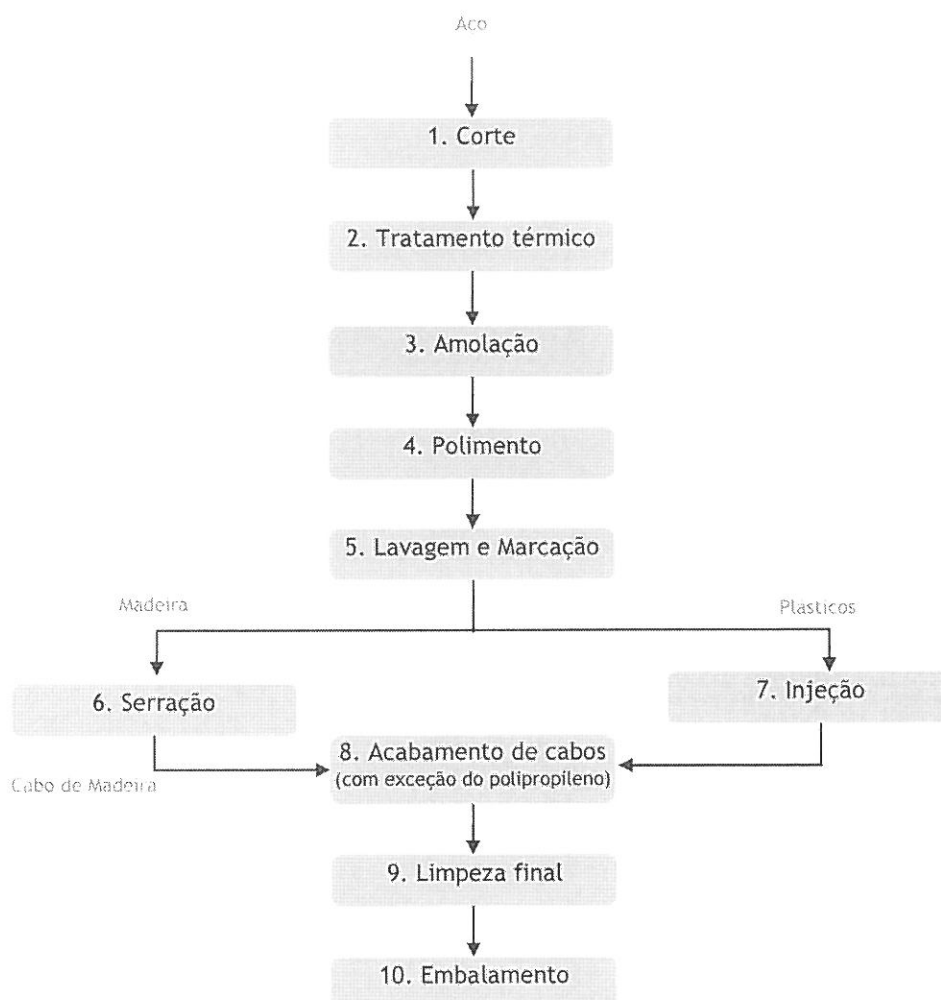 Aco
1. Corte
2. Tratamento térmico
3. Amolação
4. Polimento
5. Lavagem e Marcação
Madeira
Plasticos
6. Serração
7. Injeção
8. Acabamento de cabos
(com exceção do polipropileno)
Cabo de Madeira
9. Limpeza final
10. Embalamento